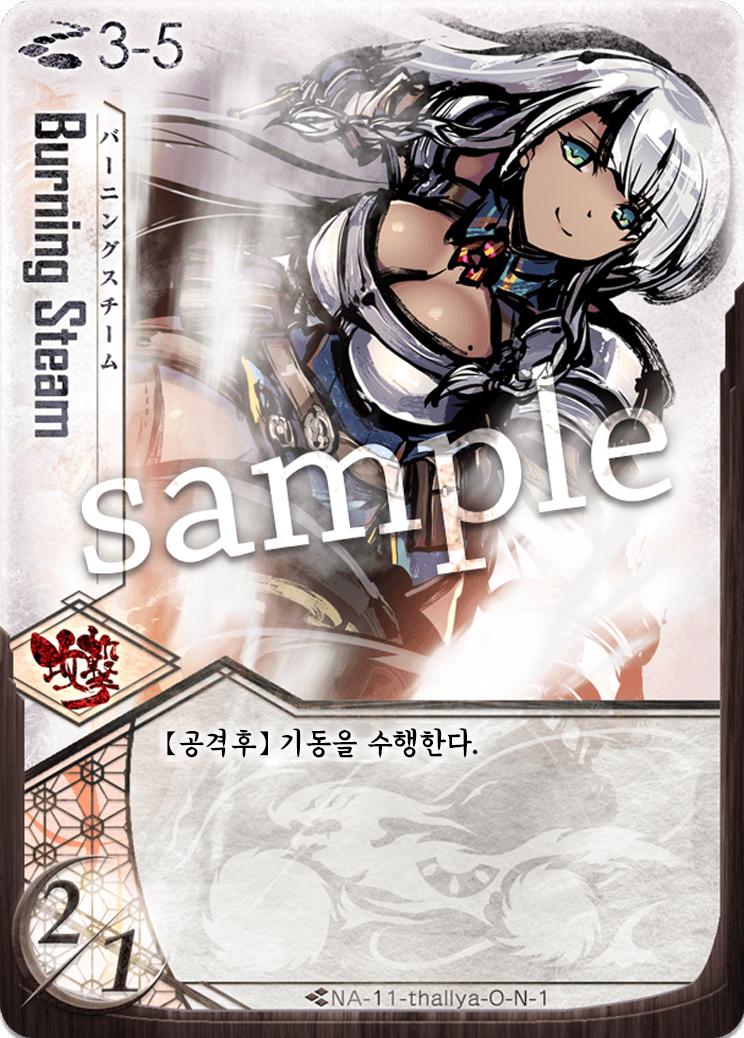 3-5
Burning Steam
バーニングスチーム
sample
攻撃
【공격후】 기동을 수행한다.
2/1
NA-11-thallya-O-N-1